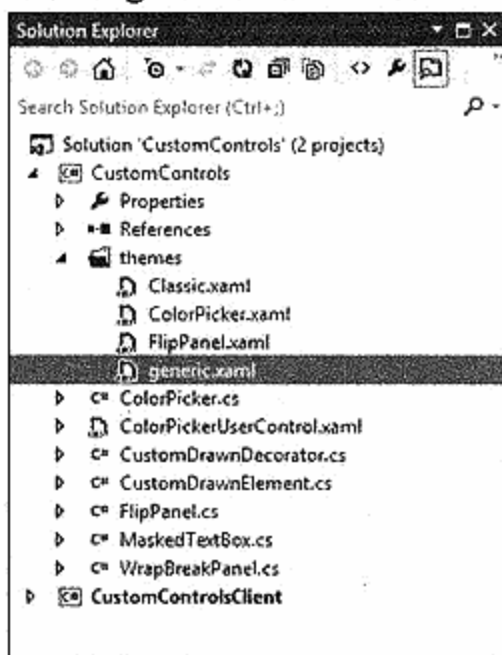 Solution Explorer
Search Solution Explorer (Ctrl+;)
Solution 'CustomControls' (2 projects)
C# CustomControls
Properties
References
themes
Classic.xaml
ColorPicker.xaml
FlipPanel.xaml
generic.xaml
C# ColorPicker.cs
ColorPickerUserControl.xaml
C# CustomDrawnDecorator.cs
C# CustomDrawnElement.cs
C# FlipPanel.cs
C# MaskedTextBox.cs
C# WrapBreakPanel.cs
C# CustomControlsClient